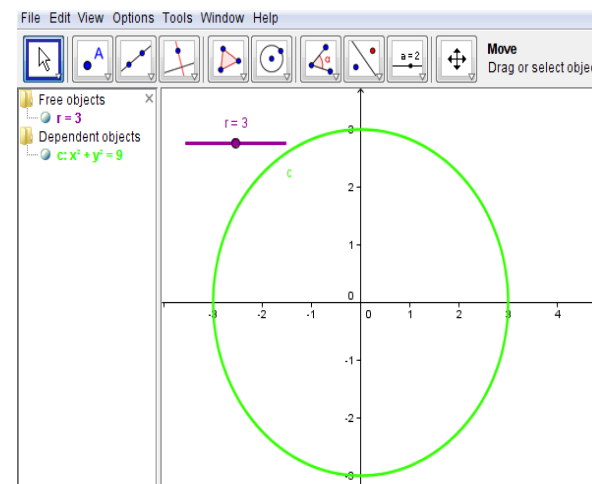 File Edit View Options Tools Window Help
A
α
a=2
Move
Drag or select objec
Free objects
r = 3
Dependent objects
c: x² + y² = 9
r = 3
c
3
2
1
0
-3 -2 -1 0 1 2 3 4
-1
-2
-3